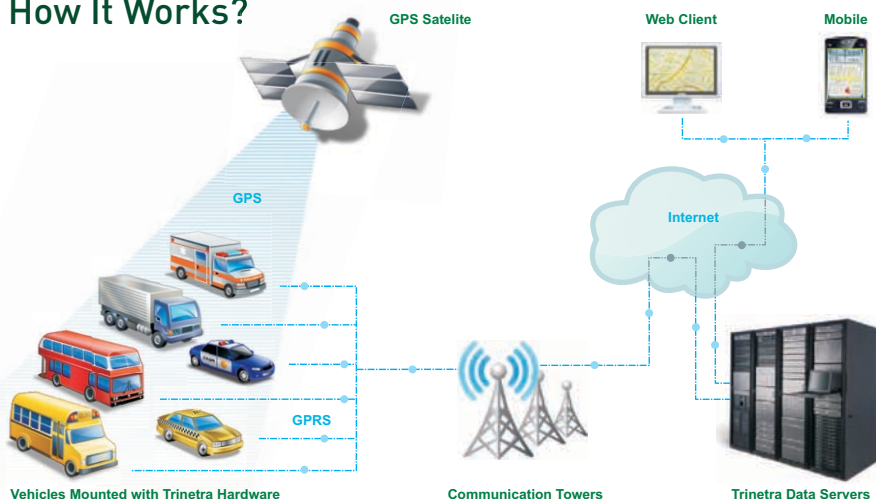 How It Works?
GPS Satelite
Web Client
Mobile
GPS
Internet
GPRS
Vehicles Mounted with Trinetra Hardware
Communication Towers
Trinetra Data Servers